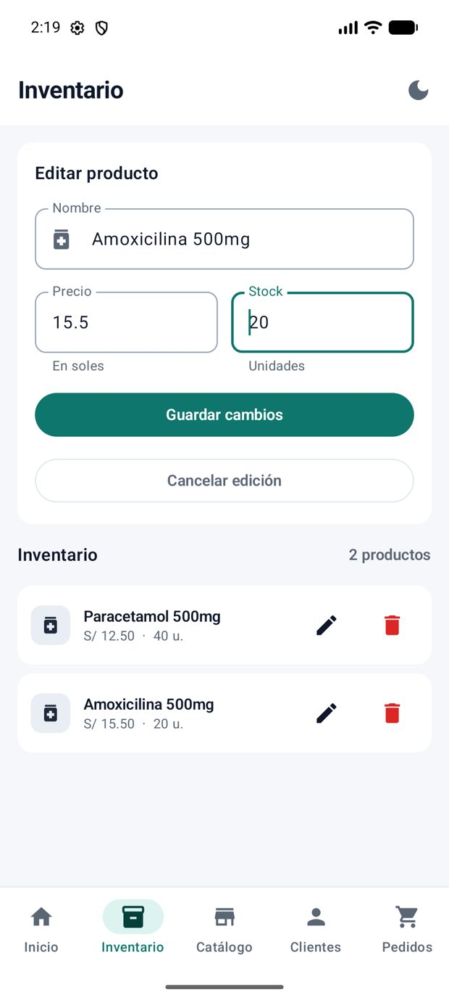 2:19
Inventario
Editar producto
Nombre
Amoxicilina 500mg
Precio
Stock
15.5
20
En soles
Unidades
Guardar cambios
Cancelar edición
Inventario
2 productos
Paracetamol 500mg
S/ 12.50 · 40 u.
Amoxicilina 500mg
S/ 15.50 · 20 u.
Inicio
Inventario
Catálogo
Clientes
Pedidos